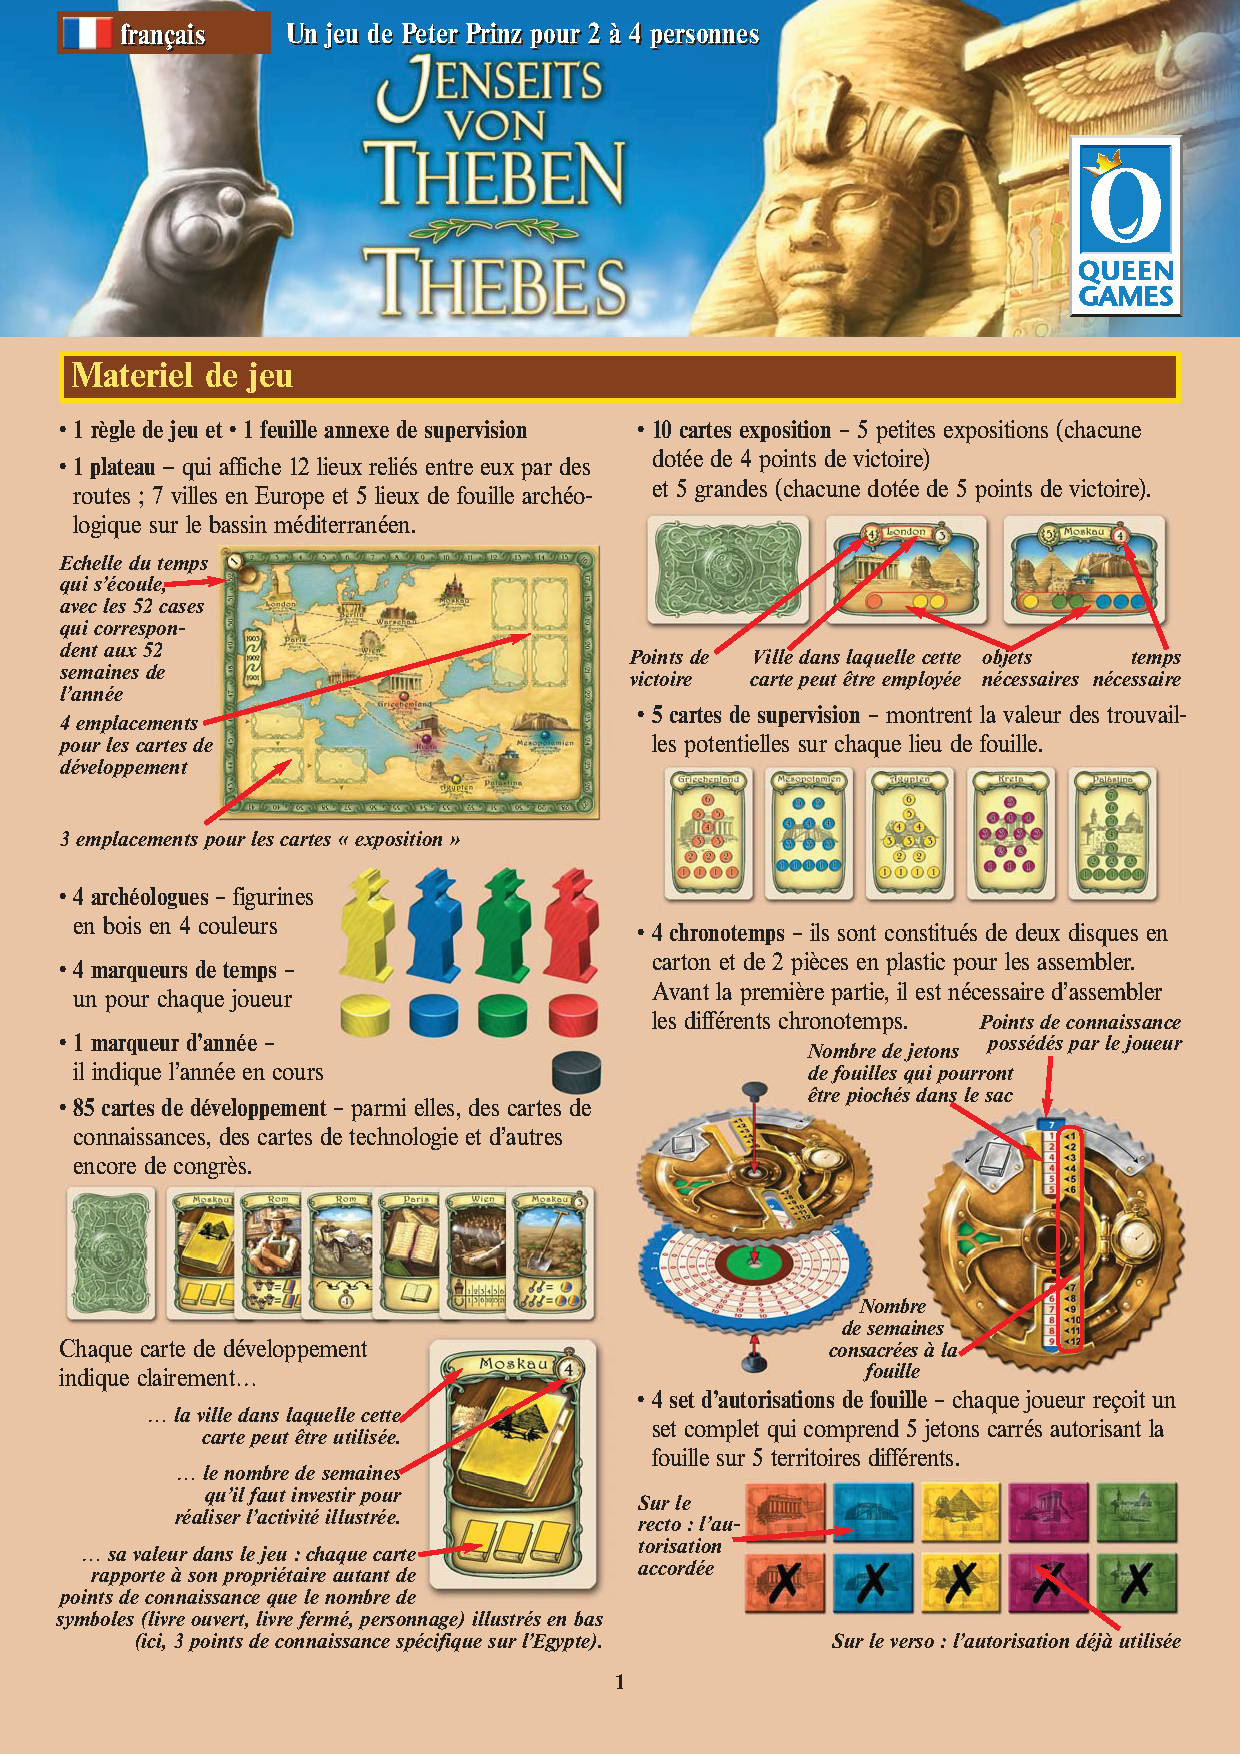 français
Un jeu de Peter Prinz pour 2 à 4 personnes
JENSEITS
VON
THEBEN
THEBES
QUEEN
GAMES
Materiel de jeu
• 1 règle de jeu et • 1 feuille annexe de supervision
• 1 plateau – qui affiche 12 lieux reliés entre eux par des
routes ; 7 villes en Europe et 5 lieux de fouille archéo-
logique sur le bassin méditerranéen.
Echelle du temps
qui s’écoule,
avec les 52 cases
qui correspon-
dent aux 52
semaines de
l’année
4 emplacements
pour les cartes de
développement
London
Paris
Berlin
Warschau
Wien
Moskau
Griechenland
Kreta
Mesopotamien
Ägypten
Palästina
1903
1902
1901
3 emplacements pour les cartes « exposition »
• 4 archéologues – figurines
en bois en 4 couleurs
• 4 marqueurs de temps –
un pour chaque joueur
• 1 marqueur d’année –
il indique l’année en cours
• 85 cartes de développement – parmi elles, des cartes de
connaissances, des cartes de technologie et d’autres
encore de congrès.
Moskau
Rom
Rom
Paris
Wien
Moskau
3
Chaque carte de développement
indique clairement…
… la ville dans laquelle cette
carte peut être utilisée.
… le nombre de semaines
qu’il faut investir pour
réaliser l’activité illustrée.
… sa valeur dans le jeu : chaque carte
rapporte à son propriétaire autant de
points de connaissance que le nombre de
symboles (livre ouvert, livre fermé, personnage) illustrés en bas
(ici, 3 points de connaissance spécifique sur l’Egypte).
Moskau
4
• 10 cartes exposition – 5 petites expositions (chacune
dotée de 4 points de victoire)
et 5 grandes (chacune dotée de 5 points de victoire).
4 London 3
5 Moskau 4
Points de
victoire
Ville dans laquelle cette
carte peut être employée
objets
nécessaires
temps
nécessaire
• 5 cartes de supervision – montrent la valeur des trouvail-
les potentielles sur chaque lieu de fouille.
Griechenland
Mesopotamien
Ägypten
Kreta
Palästina
• 4 chronotemps – ils sont constitués de deux disques en
carton et de 2 pièces en plastic pour les assembler.
Avant la première partie, il est nécessaire d’assembler
les différents chronotemps.
Points de connaissance
possédés par le joueur
Nombre de jetons
de fouilles qui pourront
être piochés dans le sac
Nombre
de semaines
consacrées à la
fouille
• 4 set d’autorisations de fouille – chaque joueur reçoit un
set complet qui comprend 5 jetons carrés autorisant la
fouille sur 5 territoires différents.
Sur le
recto : l’au-
torisation
accordée
Sur le verso : l’autorisation déjà utilisée
1